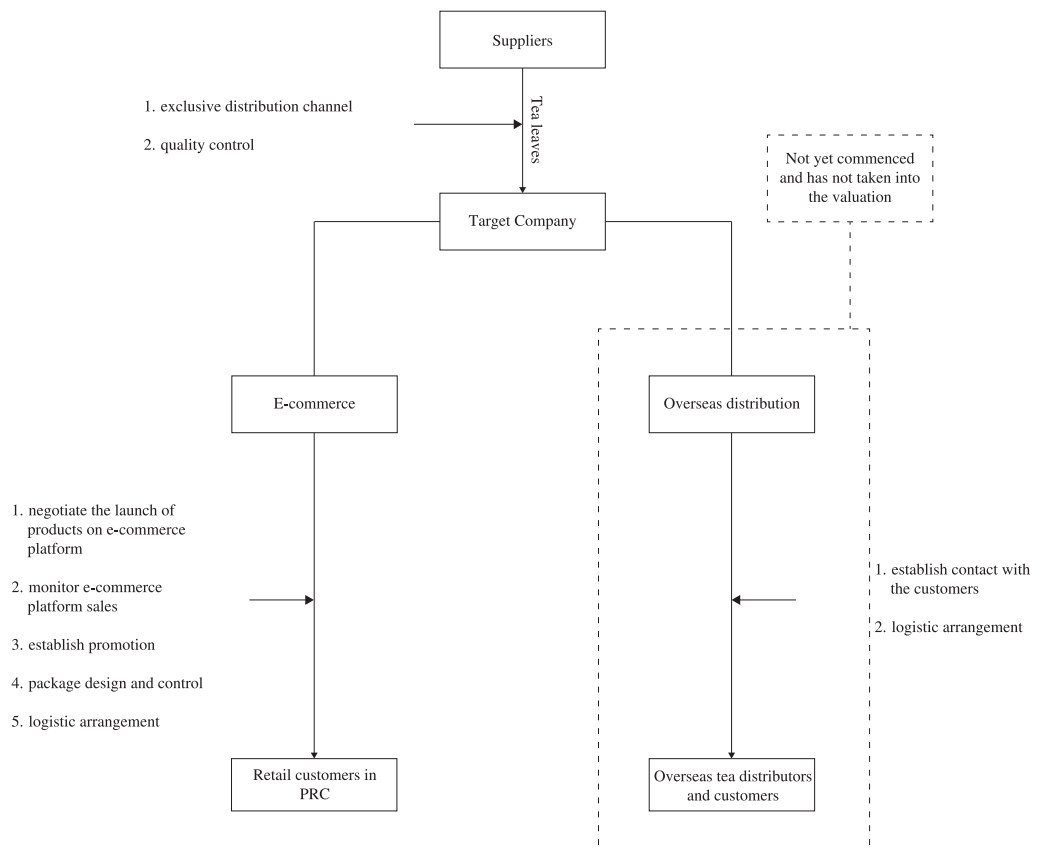 Suppliers
1. exclusive distribution channel
2. quality control
Tea leaves
Not yet commenced
and has not taken into
the valuation
Target Company
E-commerce
Overseas distribution
1. negotiate the launch of
products on e-commerce
platform
2. monitor e-commerce
platform sales
3. establish promotion
4. package design and control
5. logistic arrangement
1. establish contact with
the customers
2. logistic arrangement
Retail customers in
PRC
Overseas tea distributors
and customers